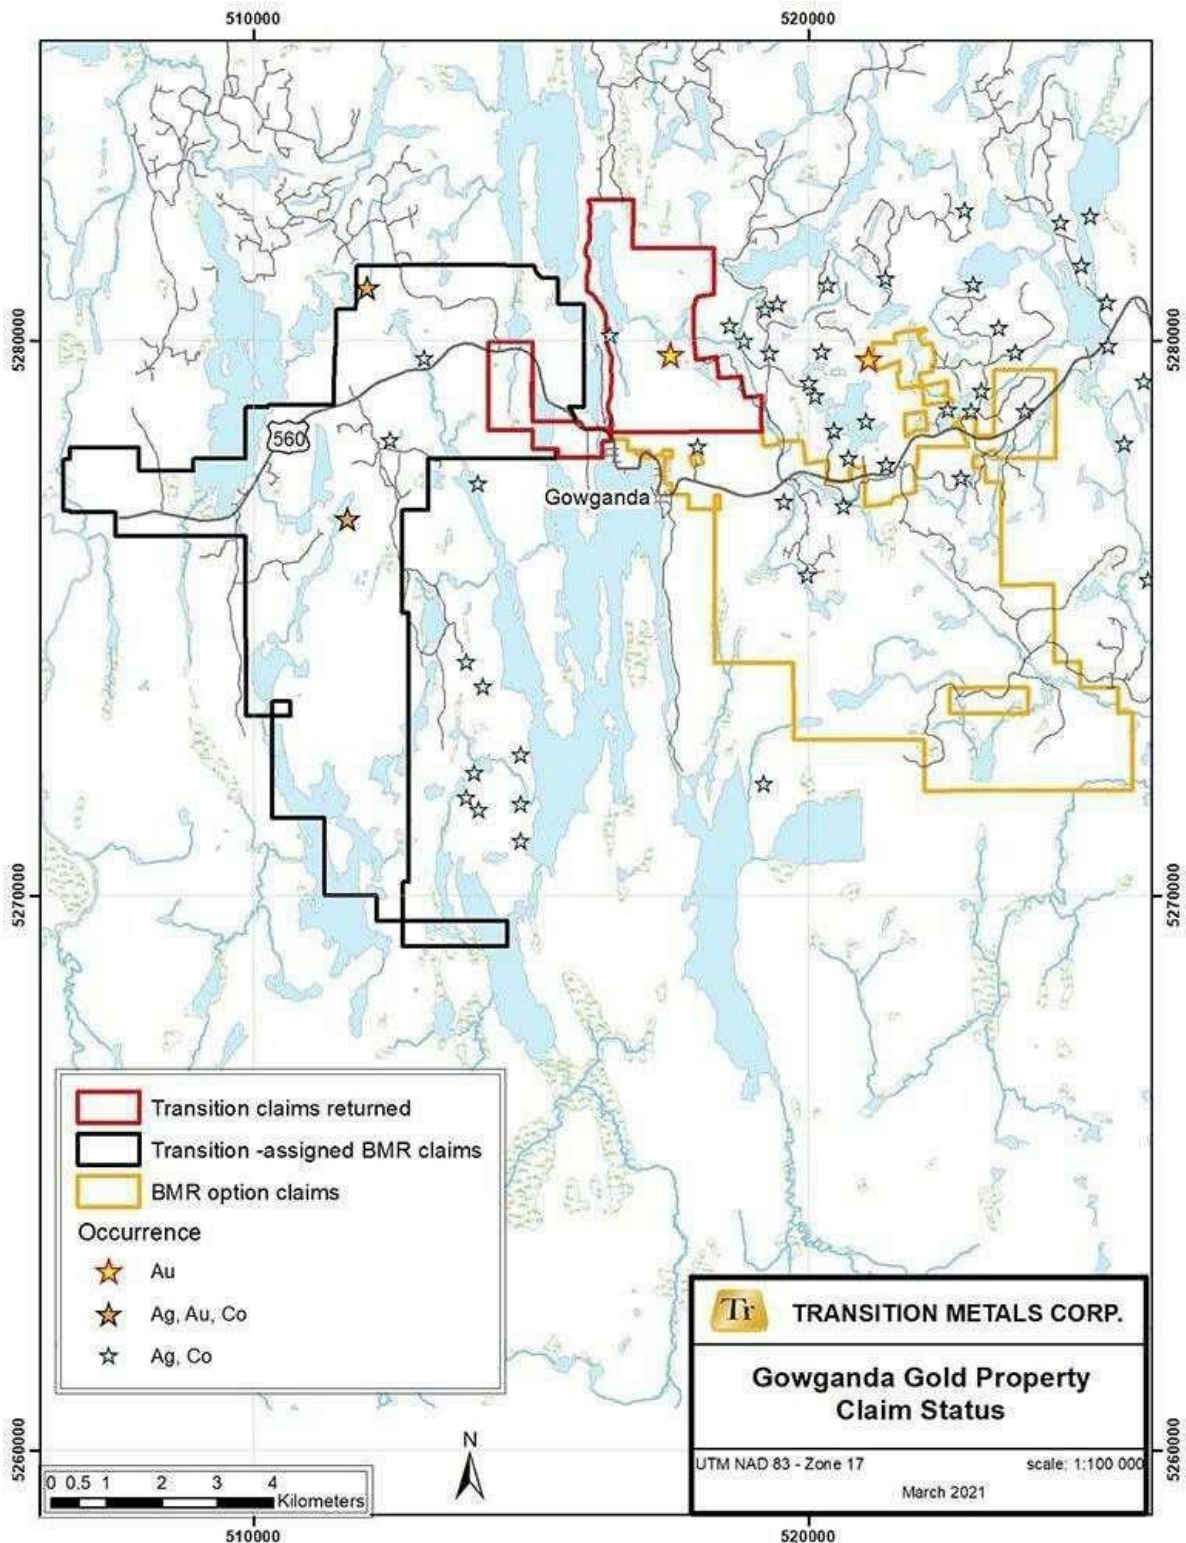 510000
520000
5280000
5280000
560
Gowganda
5270000
5270000
Transition claims returned
Transition -assigned BMR claims
BMR option claims
Occurrence
Au
Ag, Au, Co
Ag, Co
Tr
TRANSITION METALS CORP.
Gowganda Gold Property
Claim Status
UTM NAD 83 - Zone 17
scale: 1:100 000
March 2021
N
5260000
5260000
0 0.5 1 2 3 4
Kilometers
510000
520000